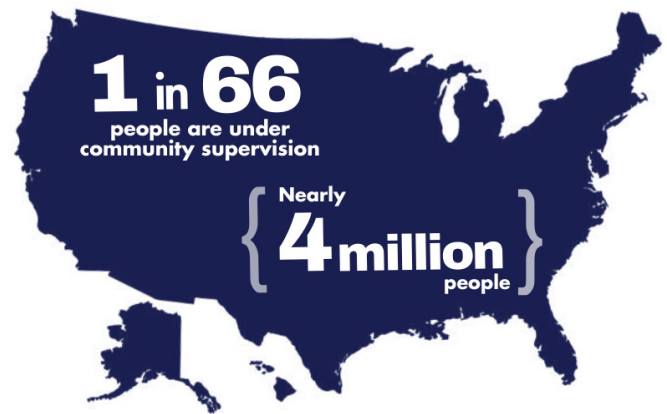 1 in 66
people are under
community supervision
Nearly
4 million
people